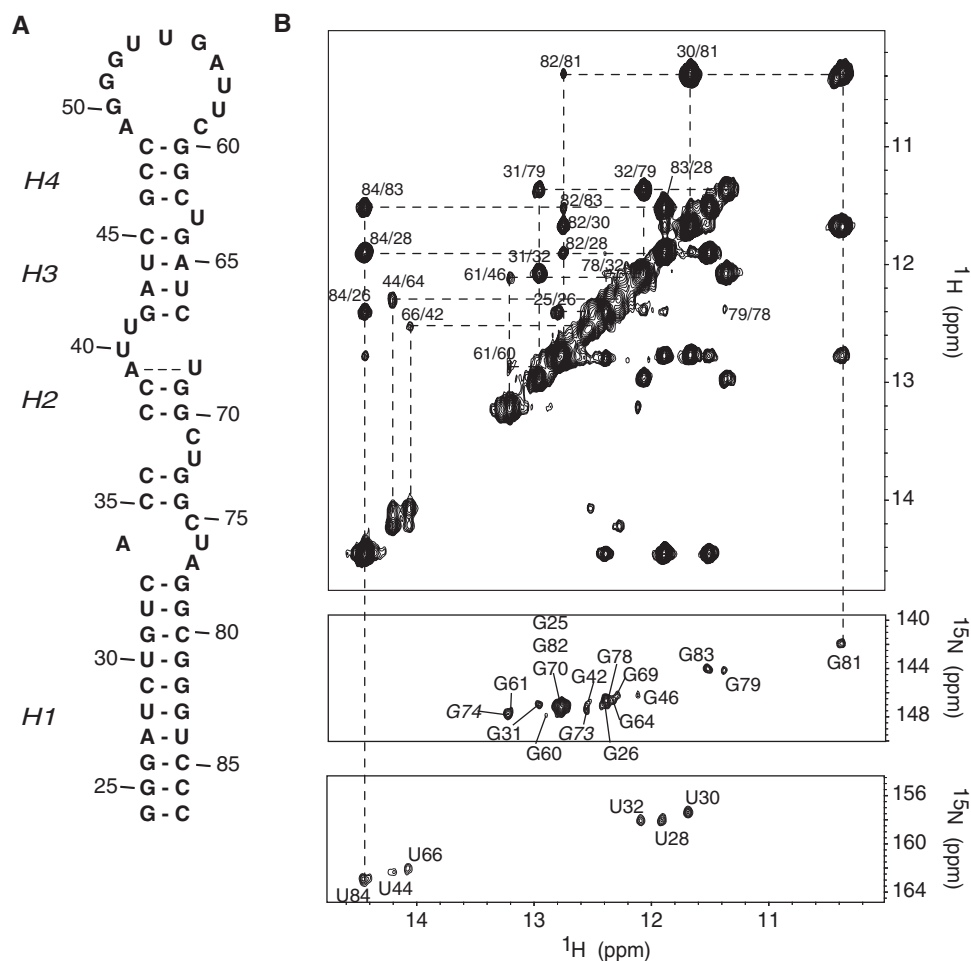 A
U U G
G A
G U
50 G U
A C
C - G 60
C - G
H4
G - C
U
45 C - G
U - A 65
H3
A - U
G - C
U
40 U
A --- U
C - G
H2
C - G 70
C
U
C - G
35 C - G
C 75
A U
A
C - G
U - G
G - C 80
30 U - G
C - G
H1
U - G
A - U
G - C 85
25 G - C
G - C
B
82/81 30/81
31/79 32/79 83/28
84/83 82/83
82/30
84/28 82/28
61/46 31/32 78/32
84/26 44/64 25/26 79/78
66/42
61/60
11
12
13
14
1H (ppm)
G25
G82
G70 G42 G78 G69 G83 G81
G61 G46 G79
G74 G31 G64
G60 G73 G26
140
144
148
15N (ppm)
U32 U30
U28
U66
U84 U44
156
160
164
15N (ppm)
14 13 12 11
1H (ppm)